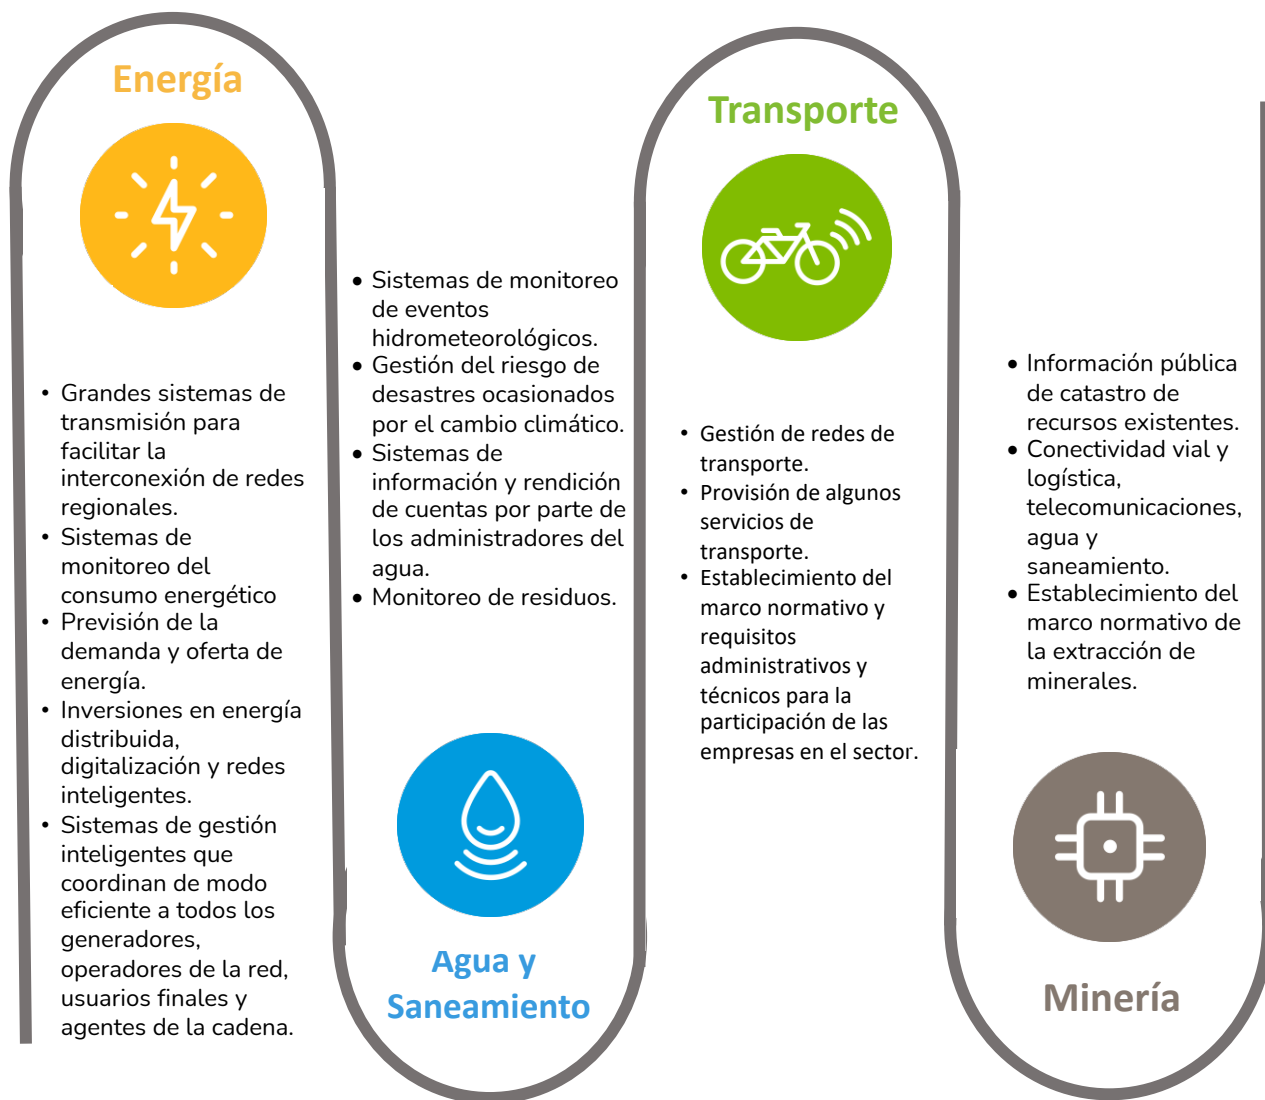 Energía
• Grandes sistemas de
transmisión para
facilitar la
interconexión de redes
regionales.
• Sistemas de
monitoreo del
consumo energético
• Previsión de la
demanda y oferta de
energía.
• Inversiones en energía
distribuida,
digitalización y redes
inteligentes.
• Sistemas de gestión
inteligentes que
coordinan de modo
eficiente a todos los
generadores,
operadores de la red,
usuarios finales y
agentes de la cadena.
• Sistemas de monitoreo
de eventos
hidrometeorológicos.
• Gestión del riesgo de
desastres ocasionados
por el cambio climático.
• Sistemas de
información y rendición
de cuentas por parte de
los administradores del
agua.
• Monitoreo de residuos.
Agua y
Saneamiento
Transporte
• Gestión de redes de
transporte.
• Provisión de algunos
servicios de
transporte.
• Establecimiento del
marco normativo y
requisitos
administrativos y
técnicos para la
participación de las
empresas en el sector.
• Información pública
de catastro de
recursos existentes.
• Conectividad vial y
logística,
telecomunicaciones,
agua y
saneamiento.
• Establecimiento del
marco normativo de
la extracción de
minerales.
Minería